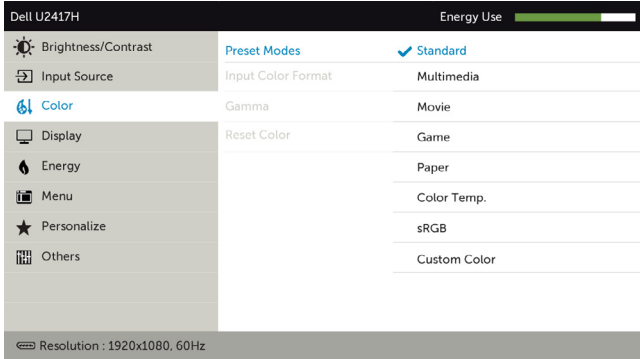 Dell U2417H
Energy Use
Brightness/Contrast
Input Source
Color
Display
Energy
Menu
Personalize
Others
Preset Modes
Input Color Format
Gamma
Reset Color
Standard
Multimedia
Movie
Game
Paper
Color Temp.
sRGB
Custom Color
Resolution : 1920x1080, 60Hz